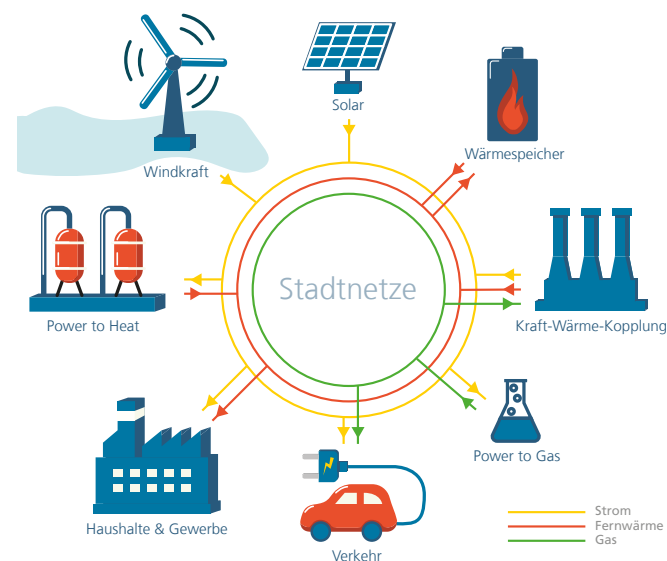 Solar
Wärmespeicher
Windkraft
Stadtnetze
Power to Heat
Kraft-Wärme-Kopplung
Power to Gas
Haushalte & Gewerbe
Verkehr
Strom
Fernwärme
Gas